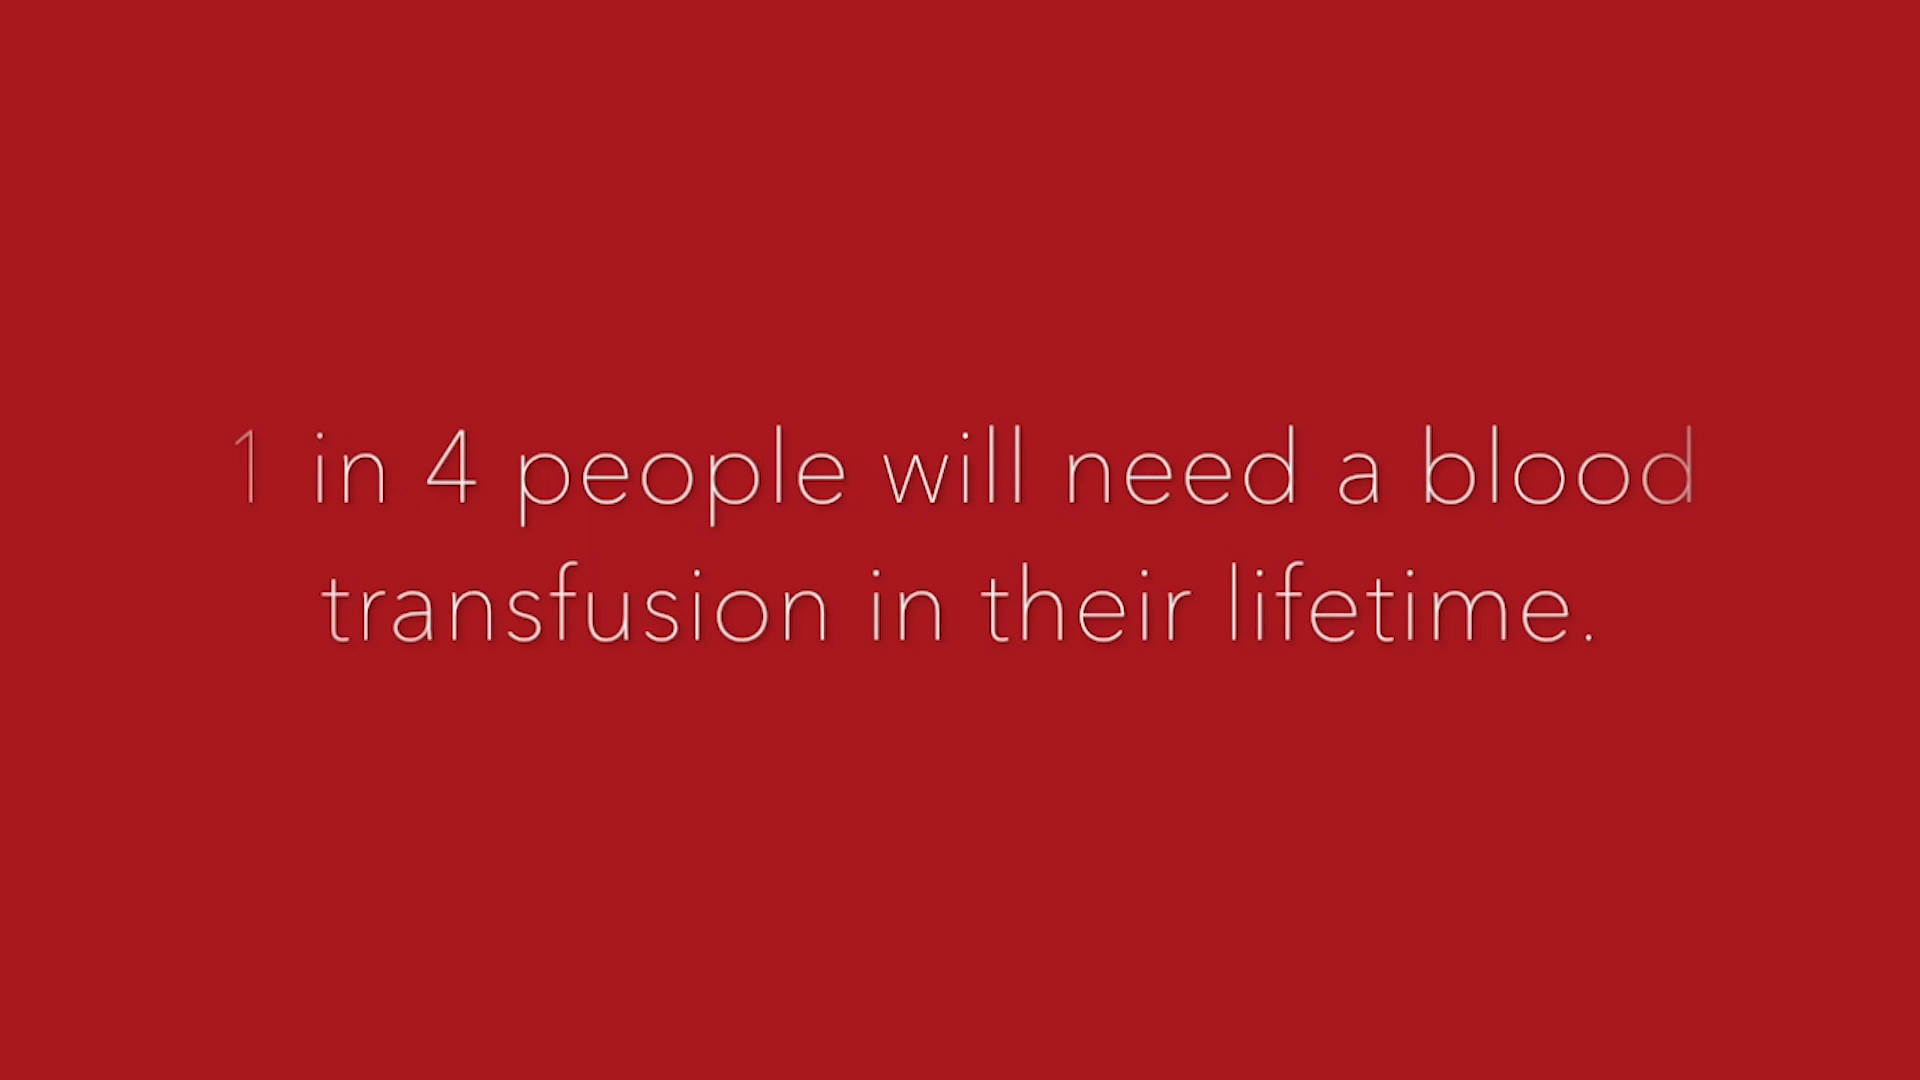 1 in 4 people will need a blood
transfusion in their lifetime.